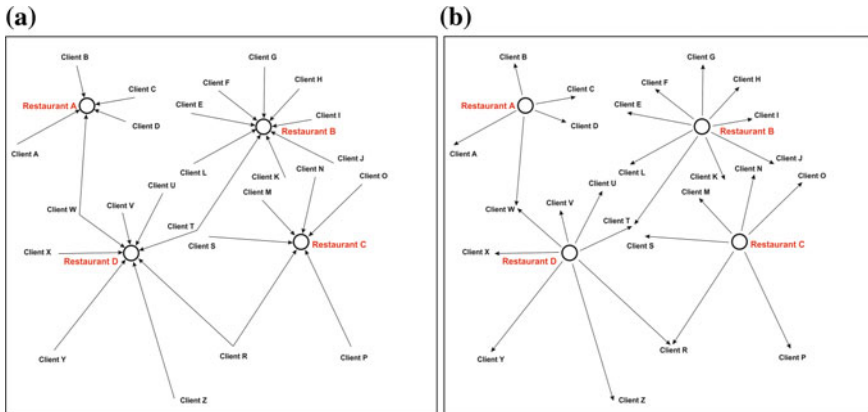 (a)
Client B
Client G
Client F
Client H
Client C
Restaurant A
Client E
Client I
Client D
Restaurant B
Client A
Client J
Client L
Client K
Client U
Client N
Client O
Client M
Client W
Client V
Client T
Client S
Restaurant C
Client X
Restaurant D
Client Y
Client R
Client P
Client Z
(b)
Client B
Client G
Client F
Client H
Client C
Restaurant A
Client E
Client I
Client D
Restaurant B
Client A
Client J
Client L
Client K
Client N
Client O
Client U
Client M
Client V
Client W
Client T
Client S
Restaurant C
Client X
Restaurant D
Client Y
Client R
Client P
Client Z